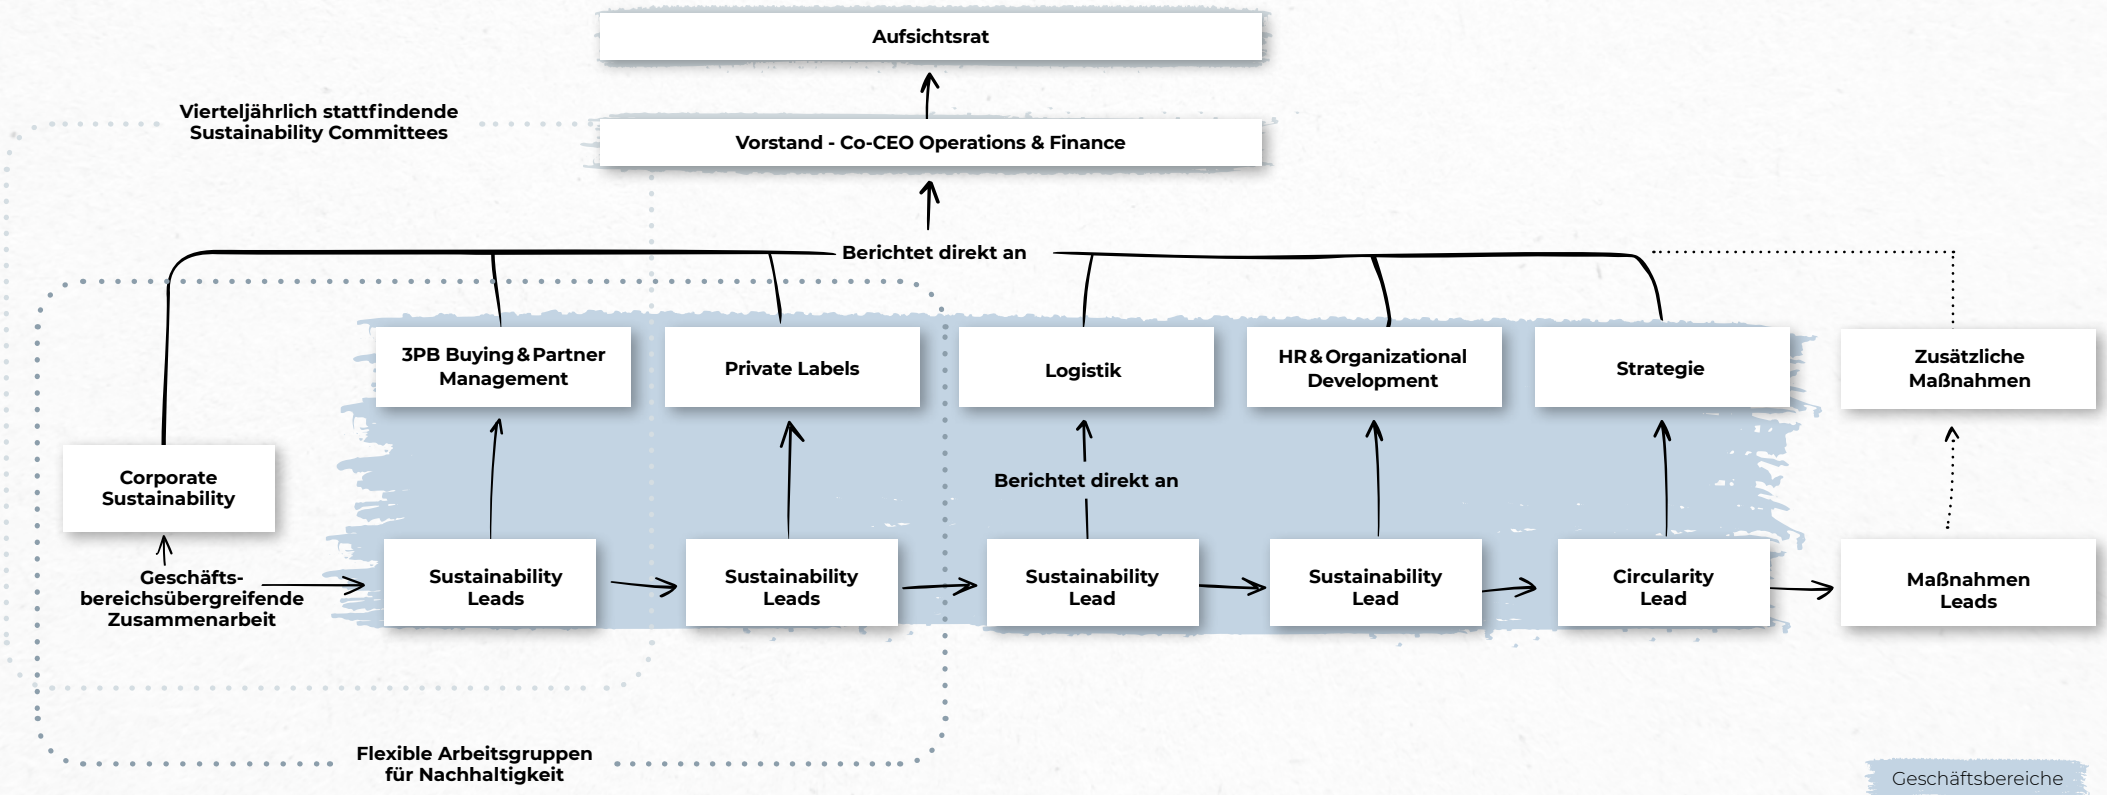 Aufsichtsrat
Vierteljährlich stattfindende
Sustainability Committees
Vorstand - Co-CEO Operations & Finance
Berichtet direkt an
3PB Buying & Partner
Management
Private Labels
Logistik
HR & Organizational
Development
Strategie
Zusätzliche
Maßnahmen
Corporate
Sustainability
Berichtet direkt an
Geschäfts-
bereichsübergreifende
Zusammenarbeit
Sustainability
Leads
Sustainability
Leads
Sustainability
Lead
Sustainability
Lead
Circularity
Lead
Maßnahmen
Leads
Flexible Arbeitsgruppen
für Nachhaltigkeit
Geschäftsbereiche